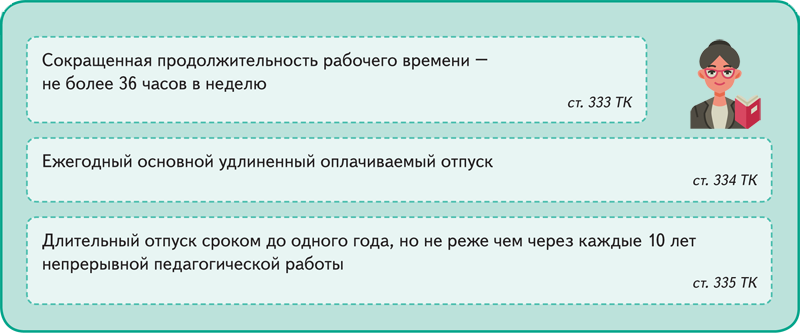 Сокращенная продолжительность рабочего времени —
не более 36 часов в неделю
ст. 333 ТК
Ежегодный основной удлиненный оплачиваемый отпуск
ст. 334 ТК
Длительный отпуск сроком до одного года, но не реже чем через каждые 10 лет
непрерывной педагогической работы
ст. 335 ТК